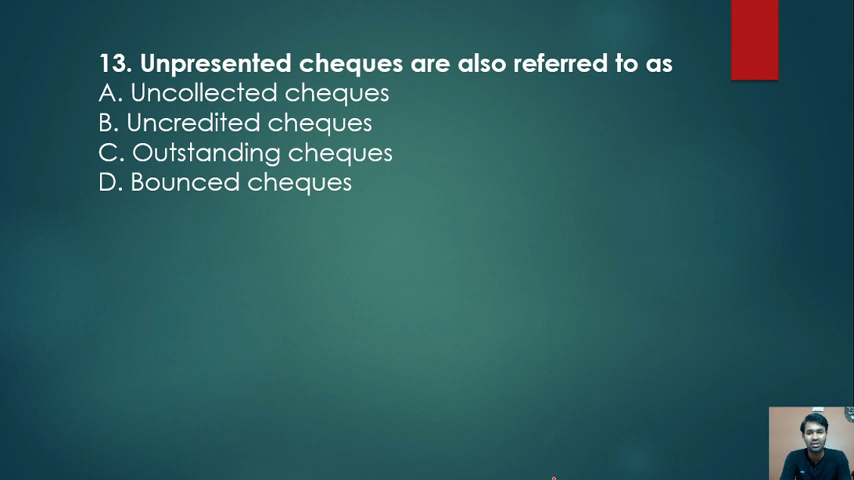 13. Unpresented cheques are also referred to as
A. Uncollected cheques
B. Uncredited cheques
C. Outstanding cheques
D. Bounced cheques